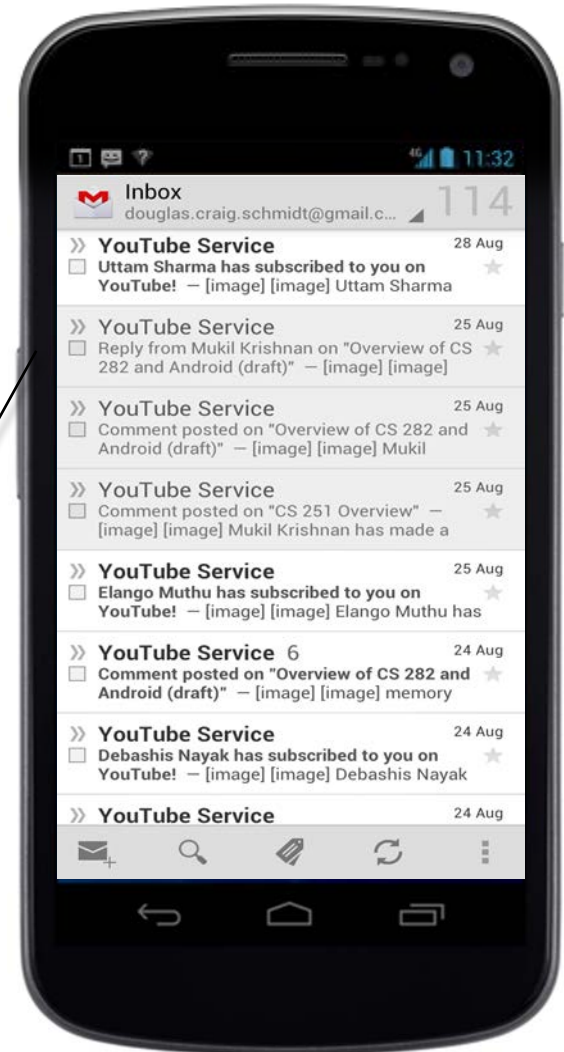 4G 11:32
Inbox
douglas.craig.schmidt@gmail.c...
114
YouTube Service 28 Aug
Uttam Sharma has subscribed to you on
YouTube! – [image] [image] Uttam Sharma
YouTube Service 25 Aug
Reply from Mukil Krishnan on "Overview of CS
282 and Android (draft)" – [image] [image]
YouTube Service 25 Aug
Comment posted on "Overview of CS 282 and
Android (draft)" – [image] [image] Mukil
YouTube Service 25 Aug
Comment posted on "CS 251 Overview" –
[image] [image] Mukil Krishnan has made a
YouTube Service 25 Aug
Elango Muthu has subscribed to you on
YouTube! – [image] [image] Elango Muthu has
YouTube Service 6 24 Aug
Comment posted on "Overview of CS 282 and
Android (draft)" – [image] [image] memory
YouTube Service 24 Aug
Debashis Nayak has subscribed to you on
YouTube! – [image] [image] Debashis Nayak
YouTube Service 24 Aug